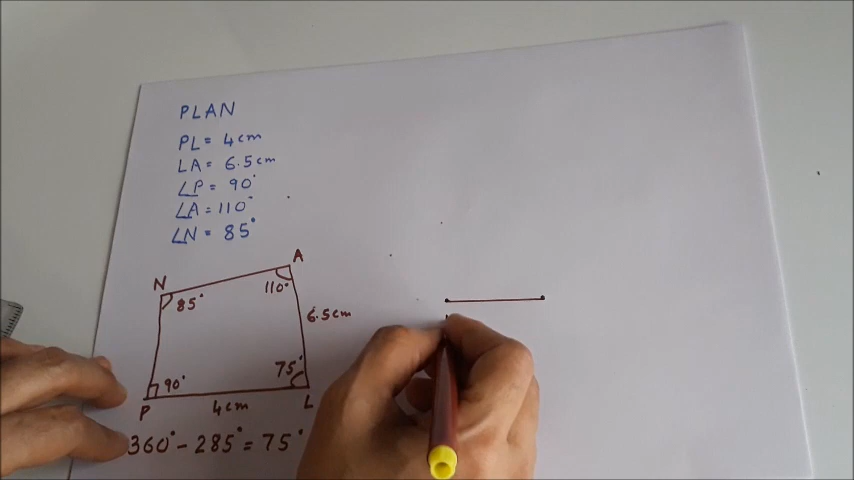 PLAN
PL = 4cm
LA = 6.5cm
∠P = 90°
∠A = 110°
∠N = 85°
A
N
110°
85°
6.5cm
75°
90°
P
4cm
L
360° - 285° = 75°